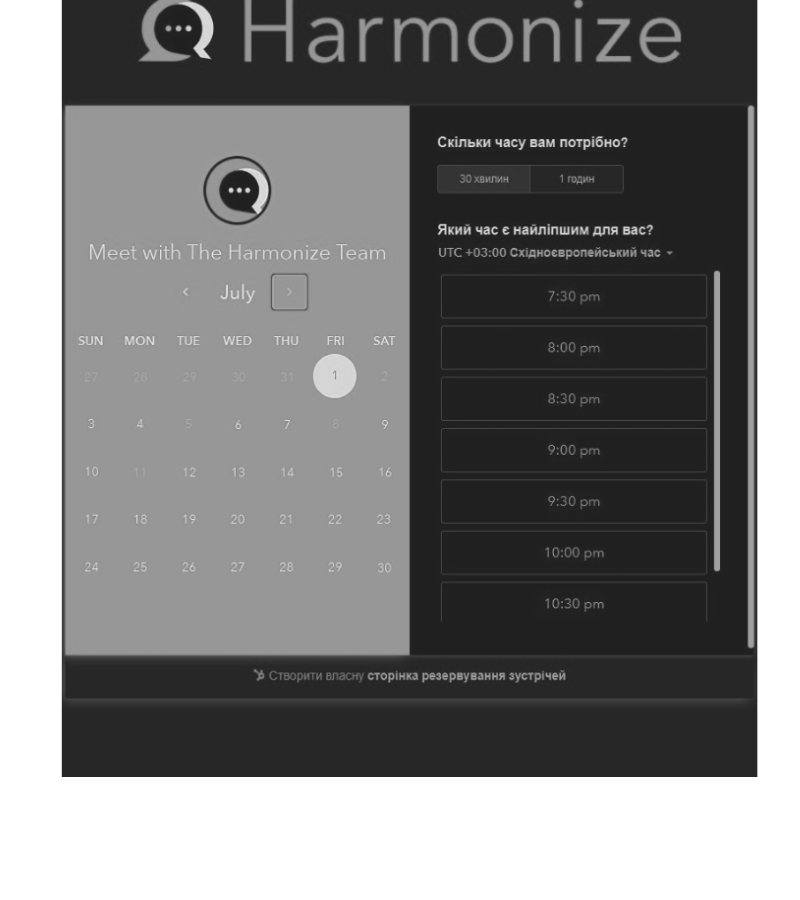 Harmonize
Meet with The Harmonize Team
July
SUN MON TUE WED THU FRI SAT
27 28 29 30 31 1 2
3 4 5 6 7 8 9
10 11 12 13 14 15 16
17 18 19 20 21 22 23
24 25 26 27 28 29 30
Скільки часу вам потрібно?
30 хвилин 1 годин
Який час є найліпшим для вас?
UTC +03:00 Східноєвропейський час
7:30 pm
8:00 pm
8:30 pm
9:00 pm
9:30 pm
10:00 pm
10:30 pm
Створити власну сторінка резервування зустрічей